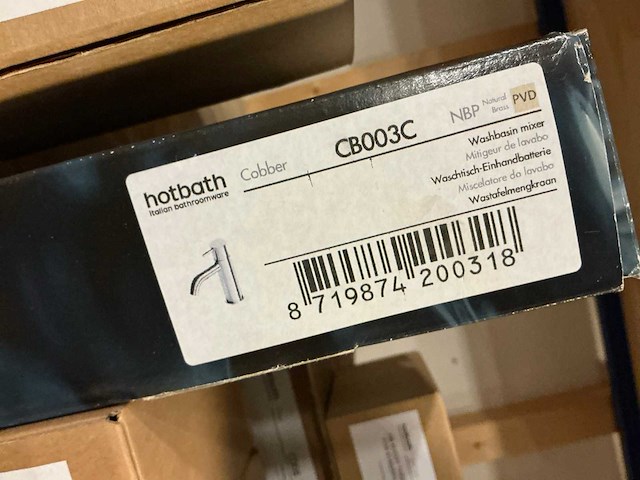 hotbath
Italian bathroomware
Cobber
CB003C
NBP Natural Brass PVD
Washbasin mixer
Mitigeur de lavabo
Waschtisch-Einhandbatterie
Miscelatore da lavabo
Wastafelmengkraan
8 719874 200318